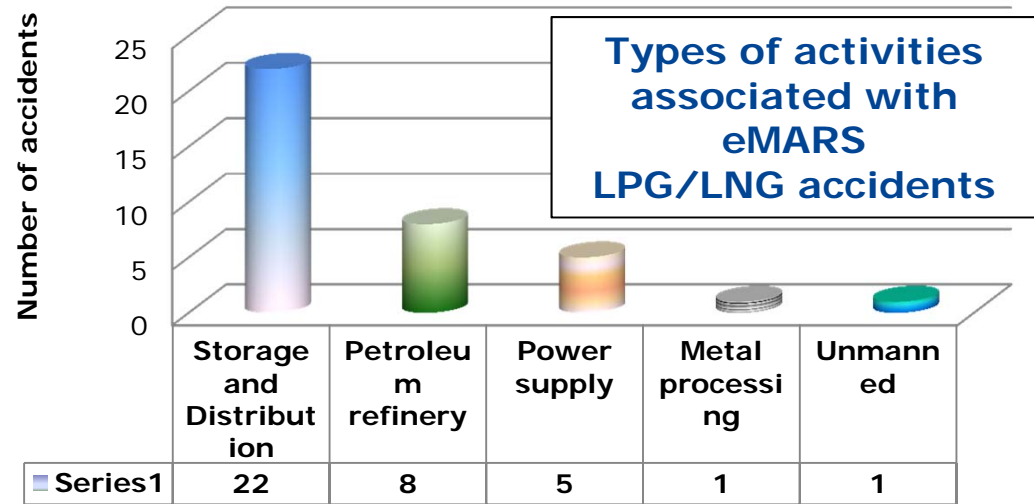 Number of accidents
25
20
15
10
5
0
Types of activities
associated with
eMARS
LPG/LNG accidents
Storage
and
Distribut
ion
Petroleu
m
refinery
Power
supply
Metal
processi
ng
Unmann
ed
Series1 22 8 5 1 1